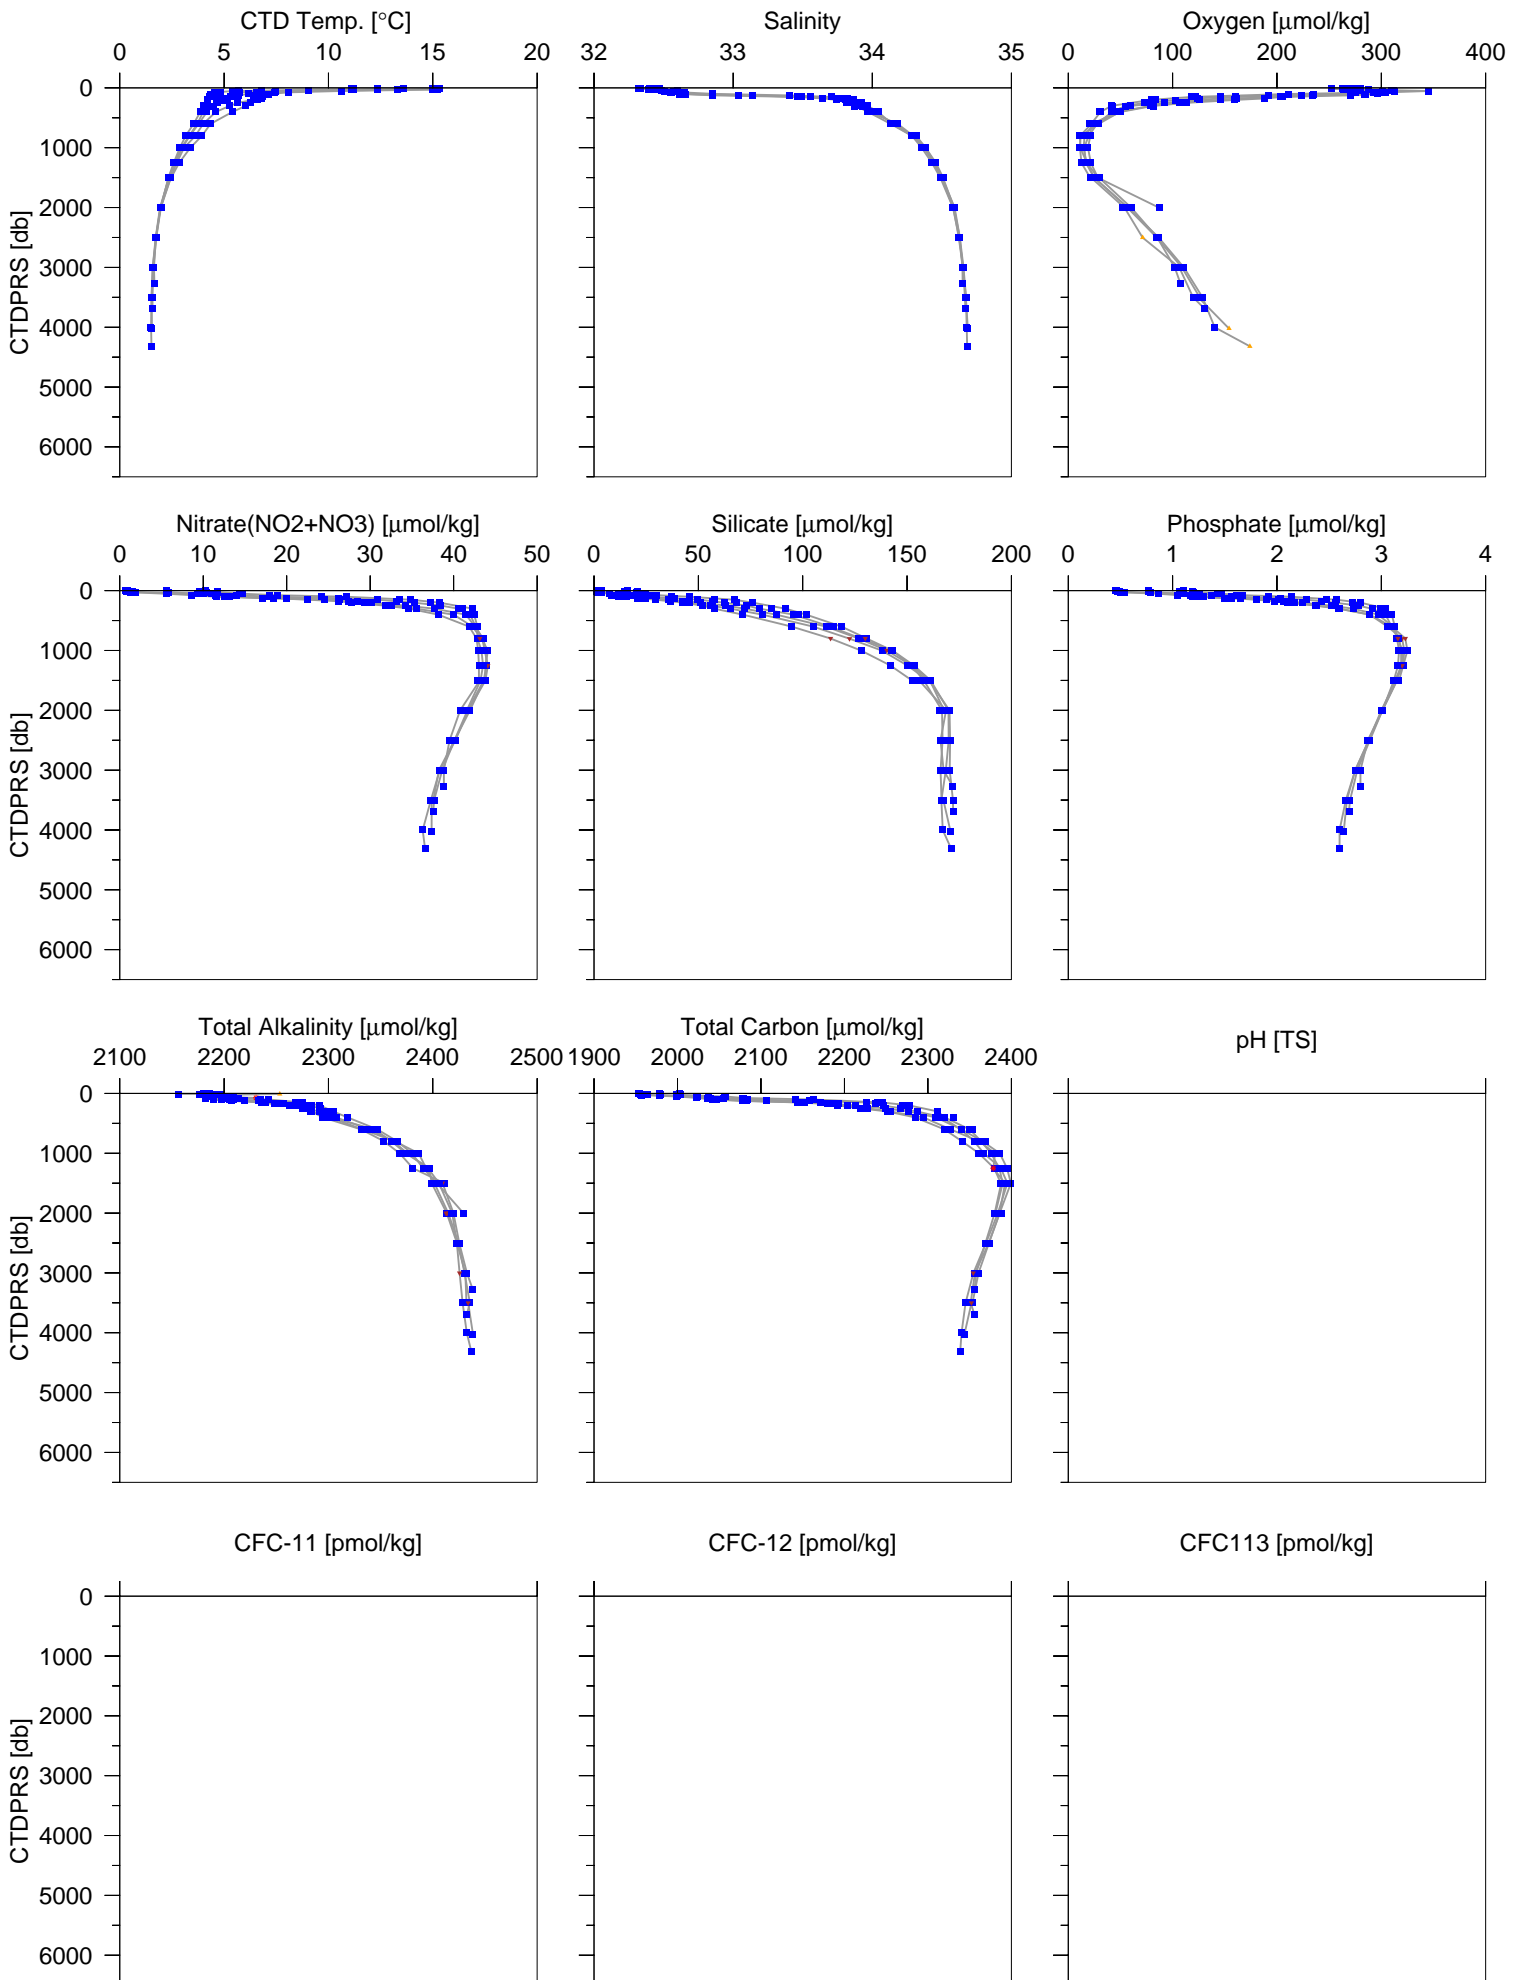 CTD Temp. [°C] Salinity Oxygen [μmol/kg]
0 5 10 15 20 32 33 34 35 0 100 200 300 400
0
1000
2000
3000
4000
5000
6000
CTDPRS [db]
Nitrate(NO2+NO3) [μmol/kg] Silicate [μmol/kg] Phosphate [μmol/kg]
0 10 20 30 40 50 0 50 100 150 200 0 1 2 3 4
0
1000
2000
3000
4000
5000
6000
CTDPRS [db]
Total Alkalinity [μmol/kg] Total Carbon [μmol/kg] pH [TS]
2100 2200 2300 2400 2500 1900 2000 2100 2200 2300 2400
0
1000
2000
3000
4000
5000
6000
CTDPRS [db]
CFC-11 [pmol/kg] CFC-12 [pmol/kg] CFC113 [pmol/kg]
0
1000
2000
3000
4000
5000
6000
CTDPRS [db]